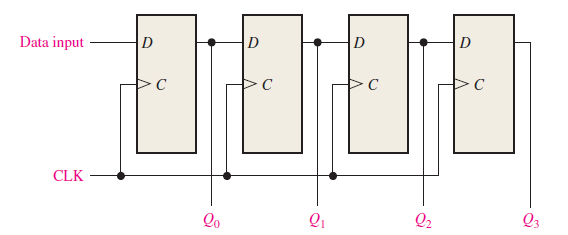 Data input D D D D
C C C C
CLK
Q0 Q1 Q2 Q3